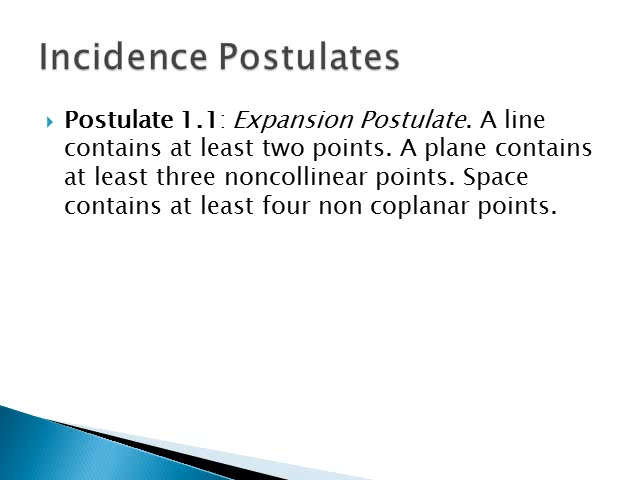 Incidence Postulates
Postulate 1.1: Expansion Postulate. A line
contains at least two points. A plane contains
at least three noncollinear points. Space
contains at least four non coplanar points.